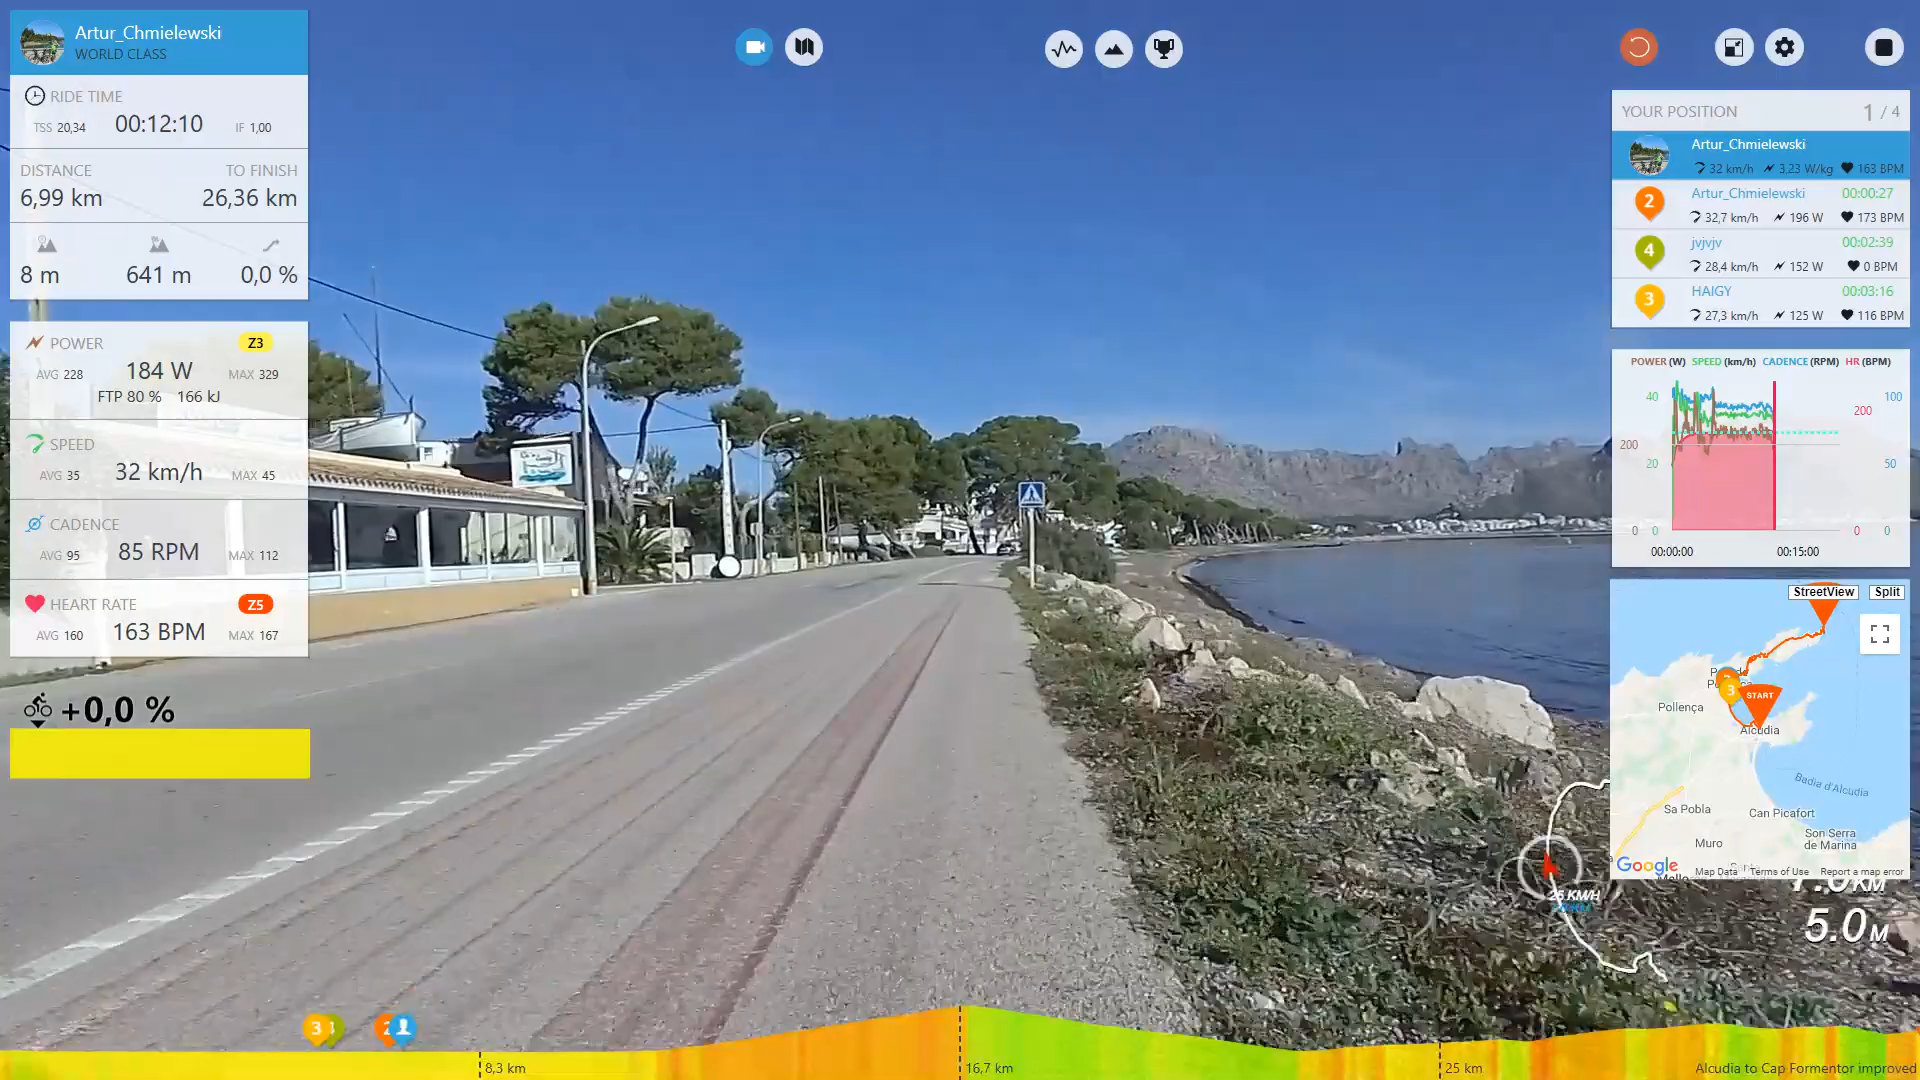 Artur_Chmielewski
WORLD CLASS
RIDE TIME
TSS 20,34 00:12:10 IF 1,00
DISTANCE TO FINISH
6,99 km 26,36 km
8 m 641 m 0,0 %
POWER Z3
AVG 228 184 W MAX 329
FTP 80 % 166 kJ
SPEED
AVG 35 32 km/h MAX 45
CADENCE
AVG 95 85 RPM MAX 112
HEART RATE Z5
AVG 160 163 BPM MAX 167
+0,0 %
YOUR POSITION 1 / 4
Artur_Chmielewski
32 km/h 3,23 W/kg 163 BPM
2 Artur_Chmielewski 00:00:27
32,7 km/h 196 W 173 BPM
4 jvjvjv 00:02:39
28,4 km/h 152 W 0 BPM
3 HAIGY 00:03:16
27,3 km/h 125 W 116 BPM
POWER (W) SPEED (km/h) CADENCE (RPM) HR (BPM)
40 100
200
200
20 50
0 0 0 0
00:00:00 00:15:00
StreetView Split
3 START
Pollença
Alcudia
Badia d'Alcudia
Sa Pobla Can Picafort
Son Serra
de Marina
Muro
Google Map Data Terms of Use Report a map error
25 KM/H
5.0 M
3 2
8,3 km 16,7 km 25 km Alcudia to Cap Formentor improved